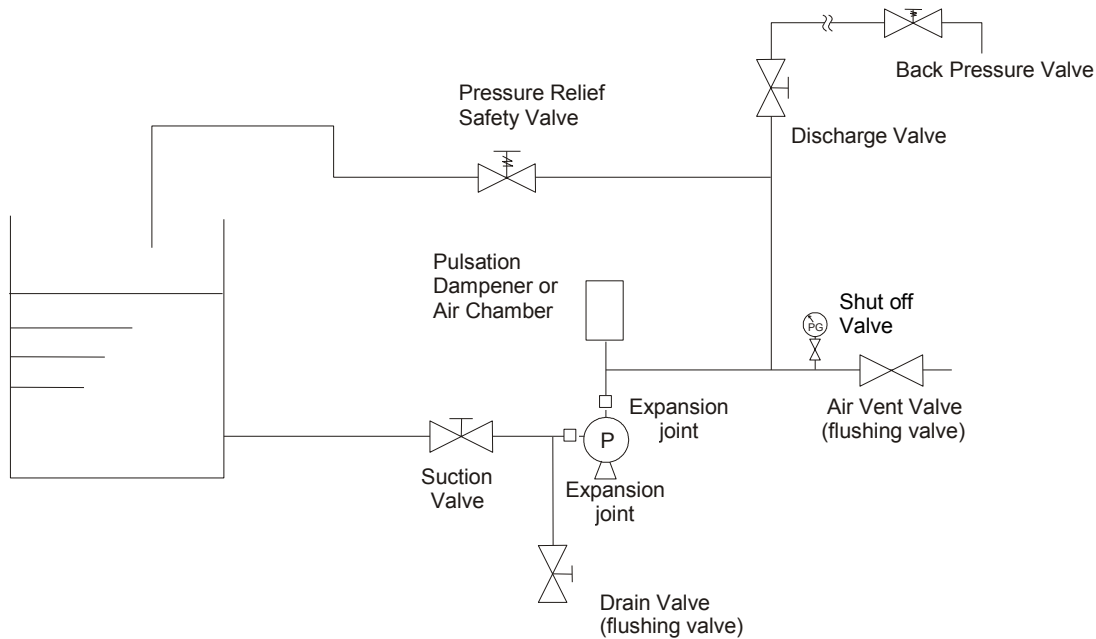 Back Pressure Valve
Pressure Relief
Safety Valve
Discharge Valve
Pulsation
Dampener or
Air Chamber
Shut off
Valve
PG
Expansion
joint
Air Vent Valve
(flushing valve)
P
Suction
Valve
Expansion
joint
Drain Valve
(flushing valve)